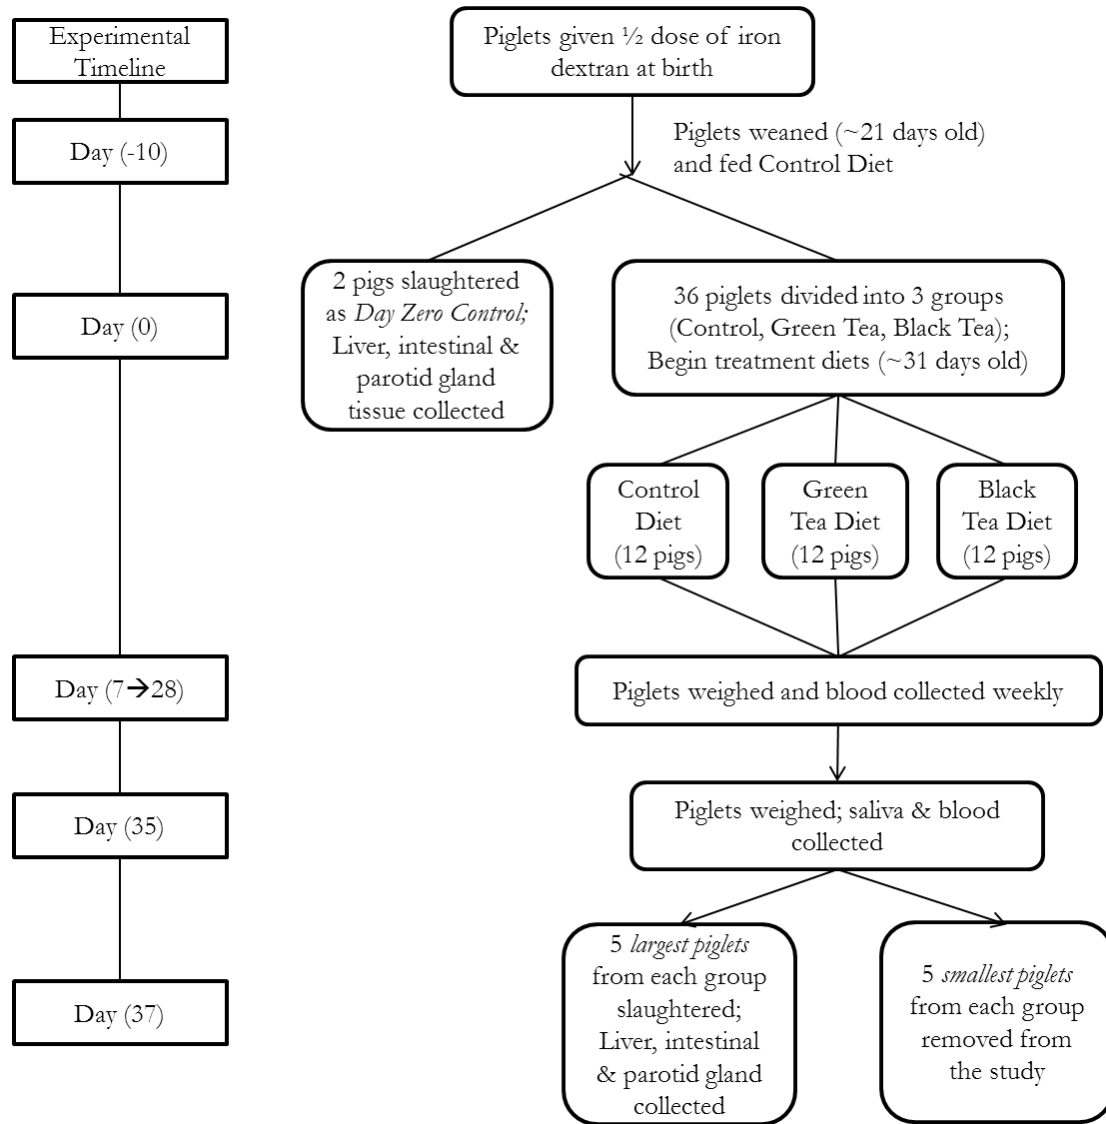 Experimental
Timeline
Piglets given ½ dose of iron
dextran at birth
Day (-10)
Piglets weaned (~21 days old)
and fed Control Diet
Day (0)
2 pigs slaughtered
as Day Zero Control;
Liver, intestinal &
parotid gland
tissue collected
36 piglets divided into 3 groups
(Control, Green Tea, Black Tea);
Begin treatment diets (~31 days old)
Control
Diet
(12 pigs)
Green
Tea Diet
(12 pigs)
Black
Tea Diet
(12 pigs)
Day (7→28)
Piglets weighed and blood collected weekly
Day (35)
Piglets weighed; saliva & blood
collected
Day (37)
5 largest piglets
from each group
slaughtered;
Liver, intestinal
& parotid gland
collected
5 smallest piglets
from each group
removed from
the study